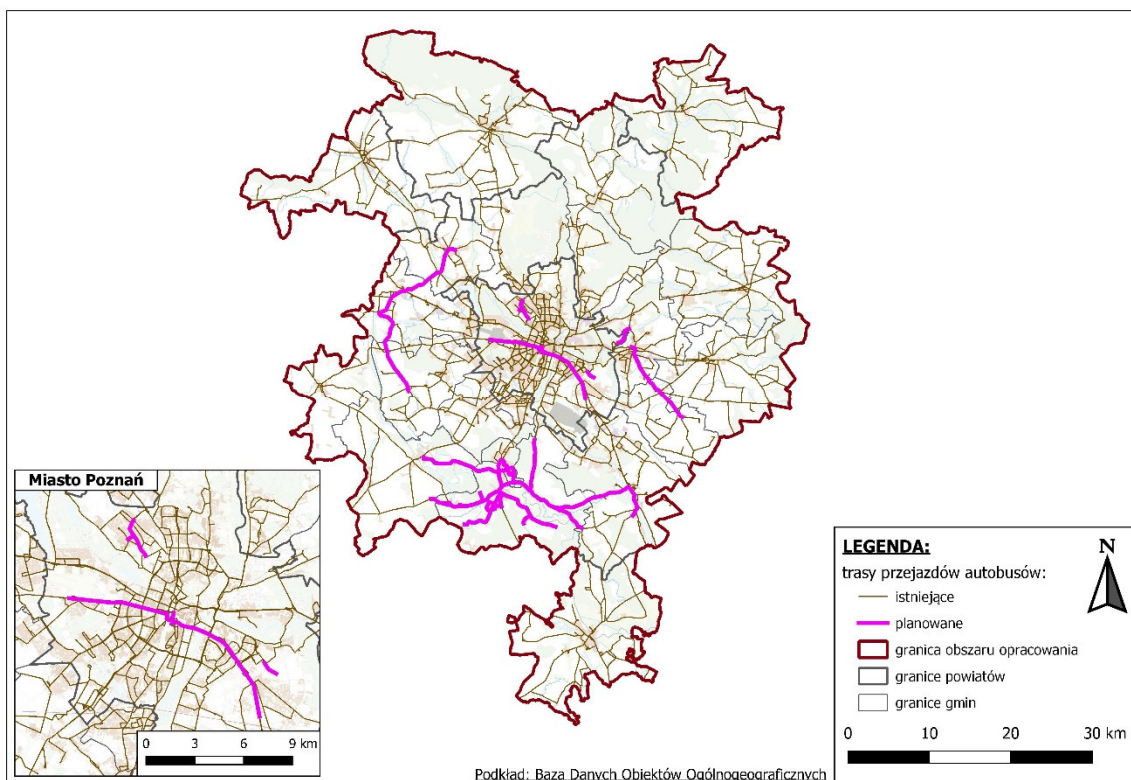 Miasto Poznań
0 3 6 9 km
LEGENDA:
N
trasy przejazdów autobusów:
istniejące
planowane
granica obszaru opracowania
granice powiatów
granice gmin
0 10 20 30 km
Podkład: Baza Danych Obiektów Ogólnogeograficznych